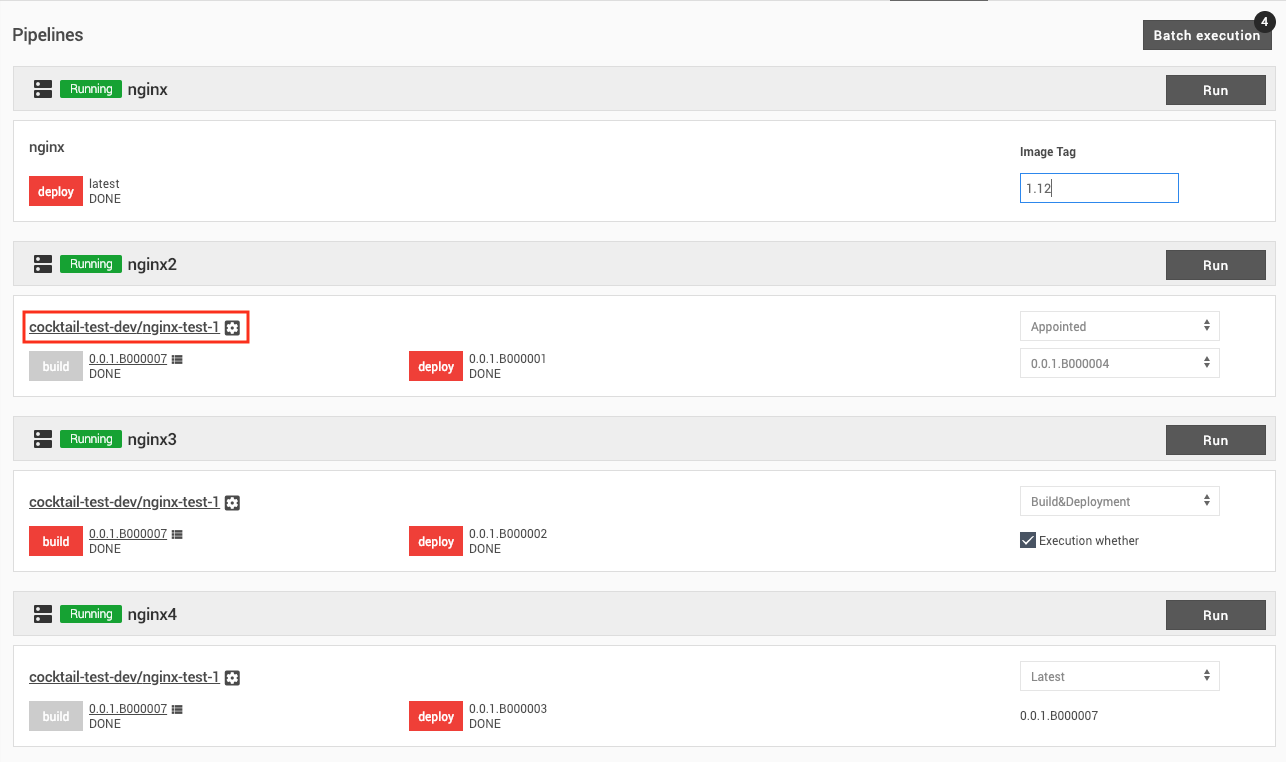 Pipelines
4
Batch execution
Running nginx
Run
nginx
Image Tag
deploy
latest
DONE
1.12
Running nginx2
Run
cocktail-test-dev/nginx-test-1
Appointed
build
0.0.1.B000007
DONE
deploy
0.0.1.B000001
DONE
0.0.1.B000004
Running nginx3
Run
cocktail-test-dev/nginx-test-1
Build&Deployment
build
0.0.1.B000007
DONE
deploy
0.0.1.B000002
DONE
Execution whether
Running nginx4
Run
cocktail-test-dev/nginx-test-1
Latest
build
0.0.1.B000007
DONE
deploy
0.0.1.B000003
DONE
0.0.1.B000007